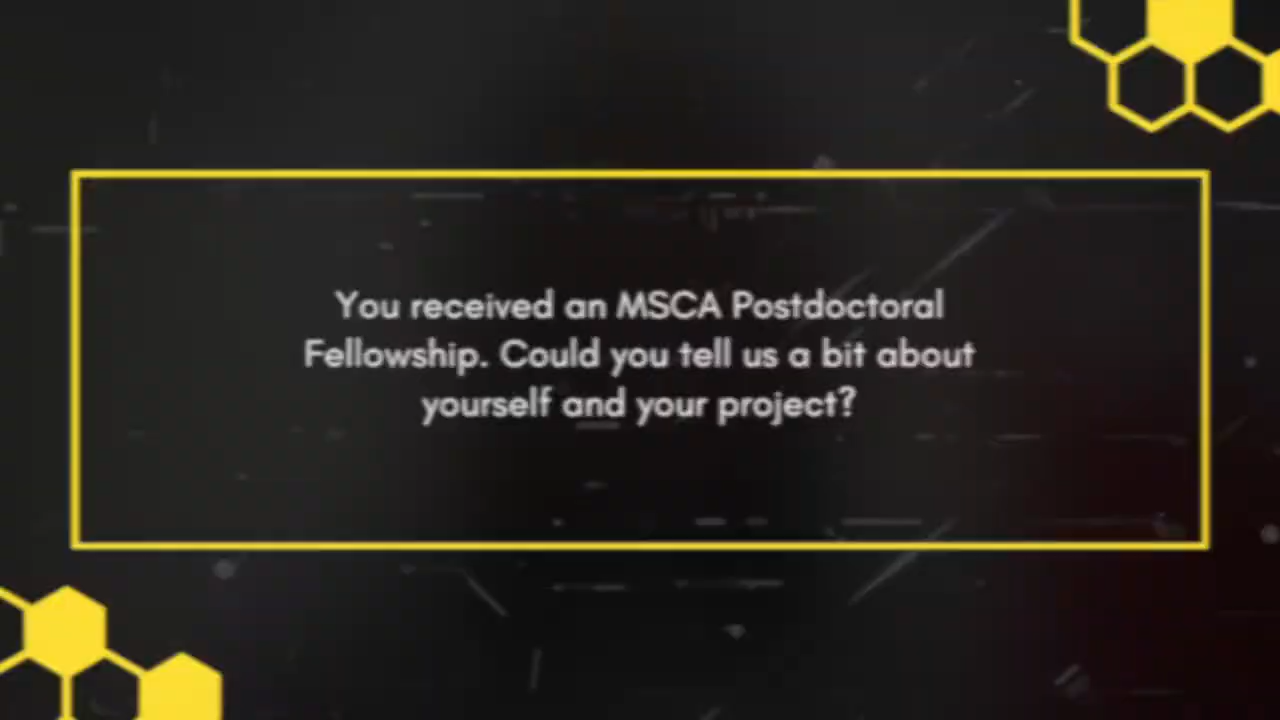 You received an MSCA Postdoctoral
Fellowship. Could you tell us a bit about
yourself and your project?